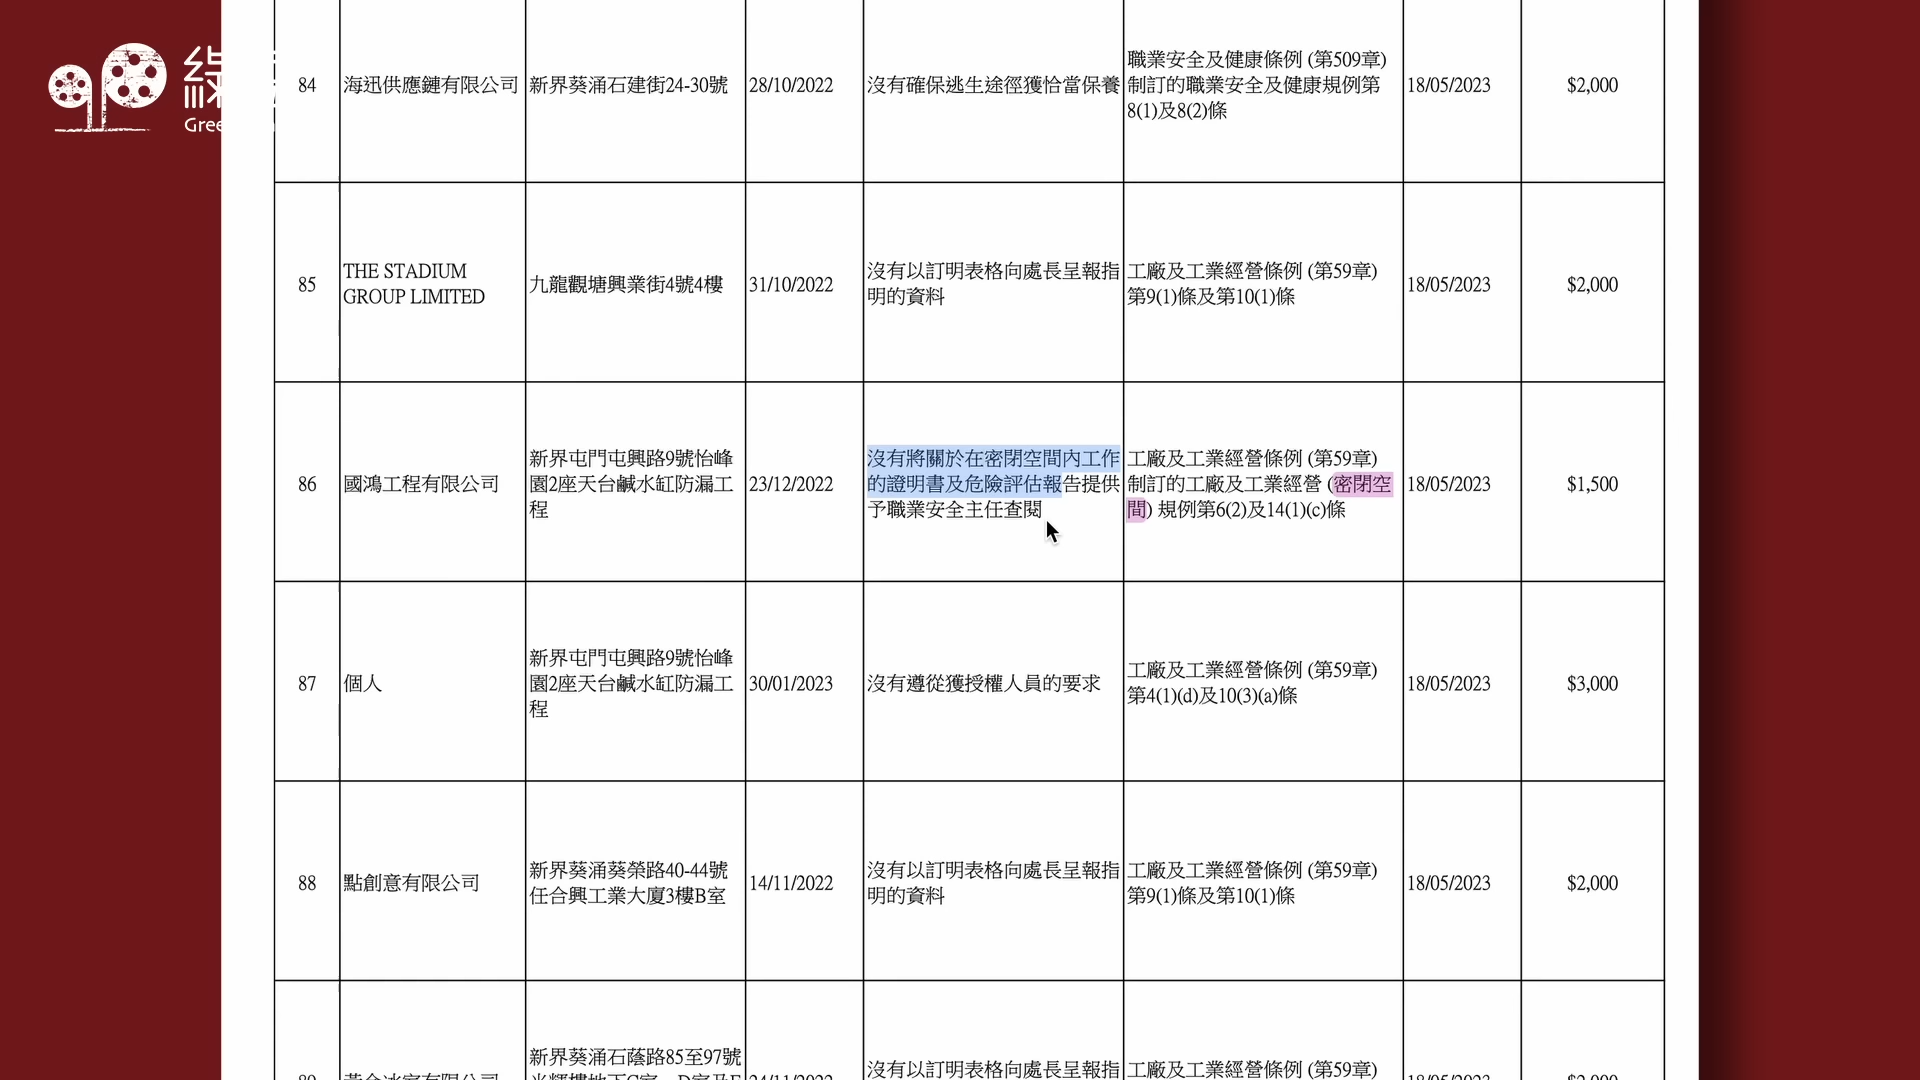 綠
Gree
84
海迅供應鏈有限公司
新界葵涌石建街24-30號
28/10/2022
沒有確保逃生途徑獲恰當保養
職業安全及健康條例 (第509章)
制訂的職業安全及健康規例第
8(1)及8(2)條
18/05/2023
$2,000
85
THE STADIUM
GROUP LIMITED
九龍觀塘興業街4號4樓
31/10/2022
沒有以訂明表格向處長呈報指
明的資料
工廠及工業經營條例 (第59章)
第9(1)條及第10(1)條
18/05/2023
$2,000
86
國鴻工程有限公司
新界屯門屯興路9號怡峰
園2座天台鹹水缸防漏工
程
23/12/2022
沒有將關於在密閉空間內工作
的證明書及危險評估報告提供
予職業安全主任查閱
工廠及工業經營條例 (第59章)
制訂的工廠及工業經營 (密閉空
間) 規例第6(2)及14(1)(c)條
18/05/2023
$1,500
87
個人
新界屯門屯興路9號怡峰
園2座天台鹹水缸防漏工
程
30/01/2023
沒有遵從獲授權人員的要求
工廠及工業經營條例 (第59章)
第4(1)(d)及10(3)(a)條
18/05/2023
$3,000
88
點創意有限公司
新界葵涌葵榮路40-44號
任合興工業大廈3樓B室
14/11/2022
沒有以訂明表格向處長呈報指
明的資料
工廠及工業經營條例 (第59章)
第9(1)條及第10(1)條
18/05/2023
$2,000
新界葵涌石蔭路85至97號
沒有以訂明表格向處長呈報指
工廠及工業經營條例 (第59章)